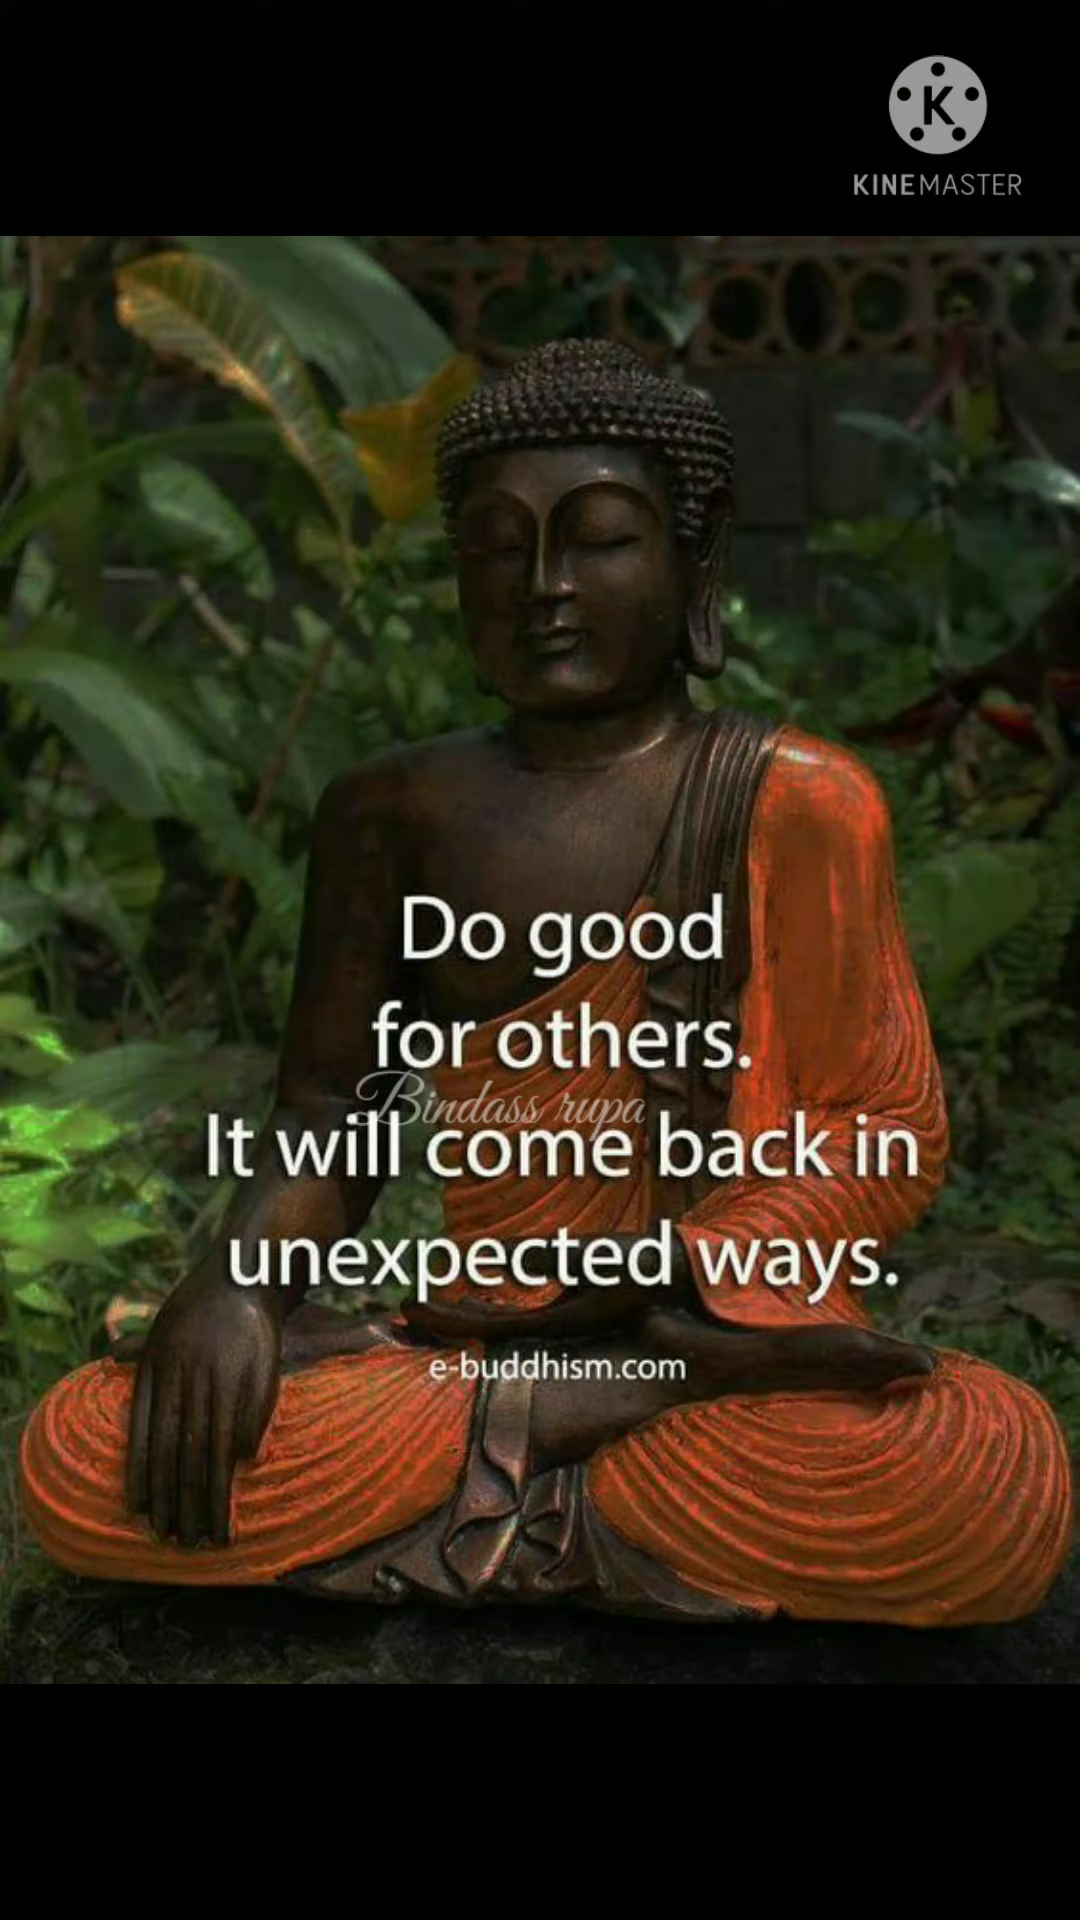 K
KINEMASTER
Do good
for others.
Bindass rupa
It will come back in
unexpected ways.
e-buddhism.com